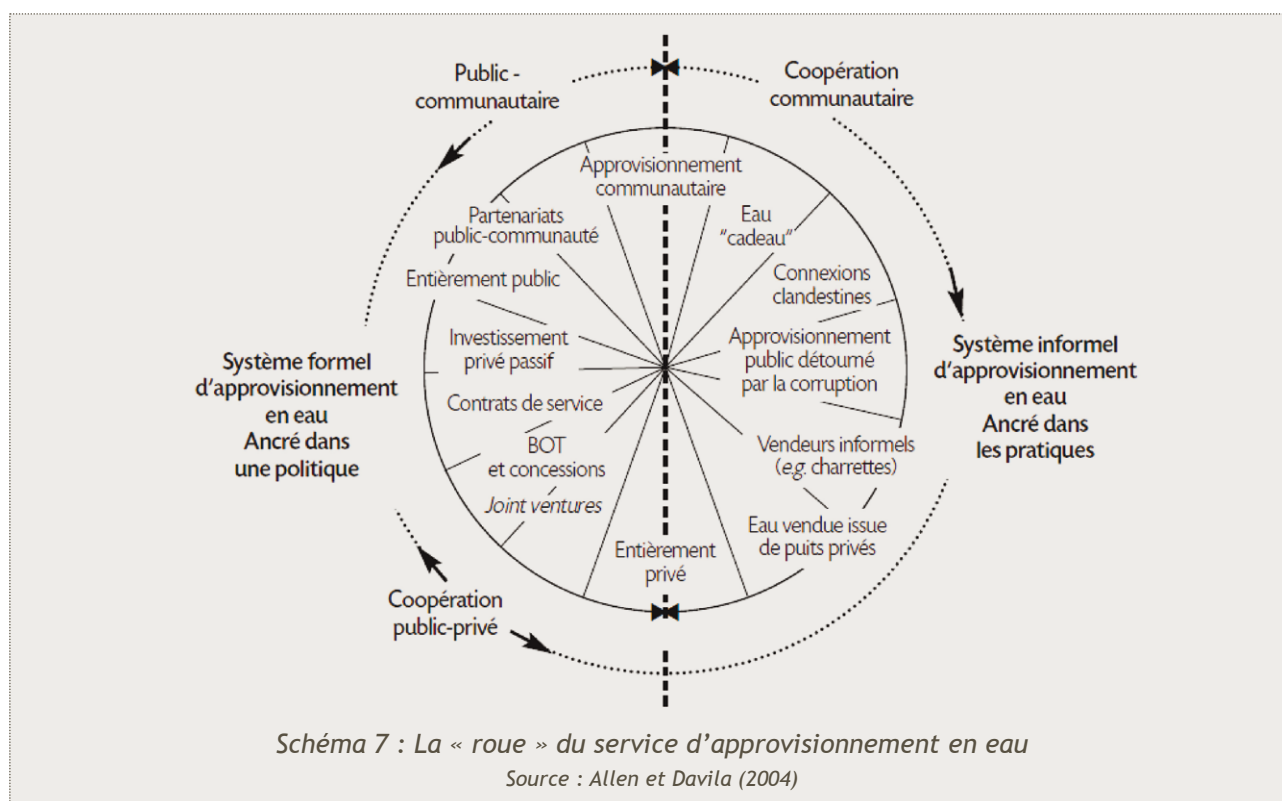 Public -
communautaire
Coopération
communautaire
Approvisionnement
communautaire
Partenariats
public-communauté
Eau
"cadeau"
Entièrement public
Connexions
clandestines
Investissement
privé passif
Approvisionnement
public détourné
par la corruption
Système formel
d'approvisionnement
en eau
Ancré dans
une politique
Système informel
d'approvisionnement
en eau
Ancré dans
les pratiques
Contrats de service
BOT
et concessions
Vendeurs informels
(e.g. charrettes)
Joint ventures
Eau vendue issue
de puits privés
Entièrement
privé
Coopération
public-privé
Schéma 7 : La « roue » du service d'approvisionnement en eau
Source : Allen et Davila (2004)